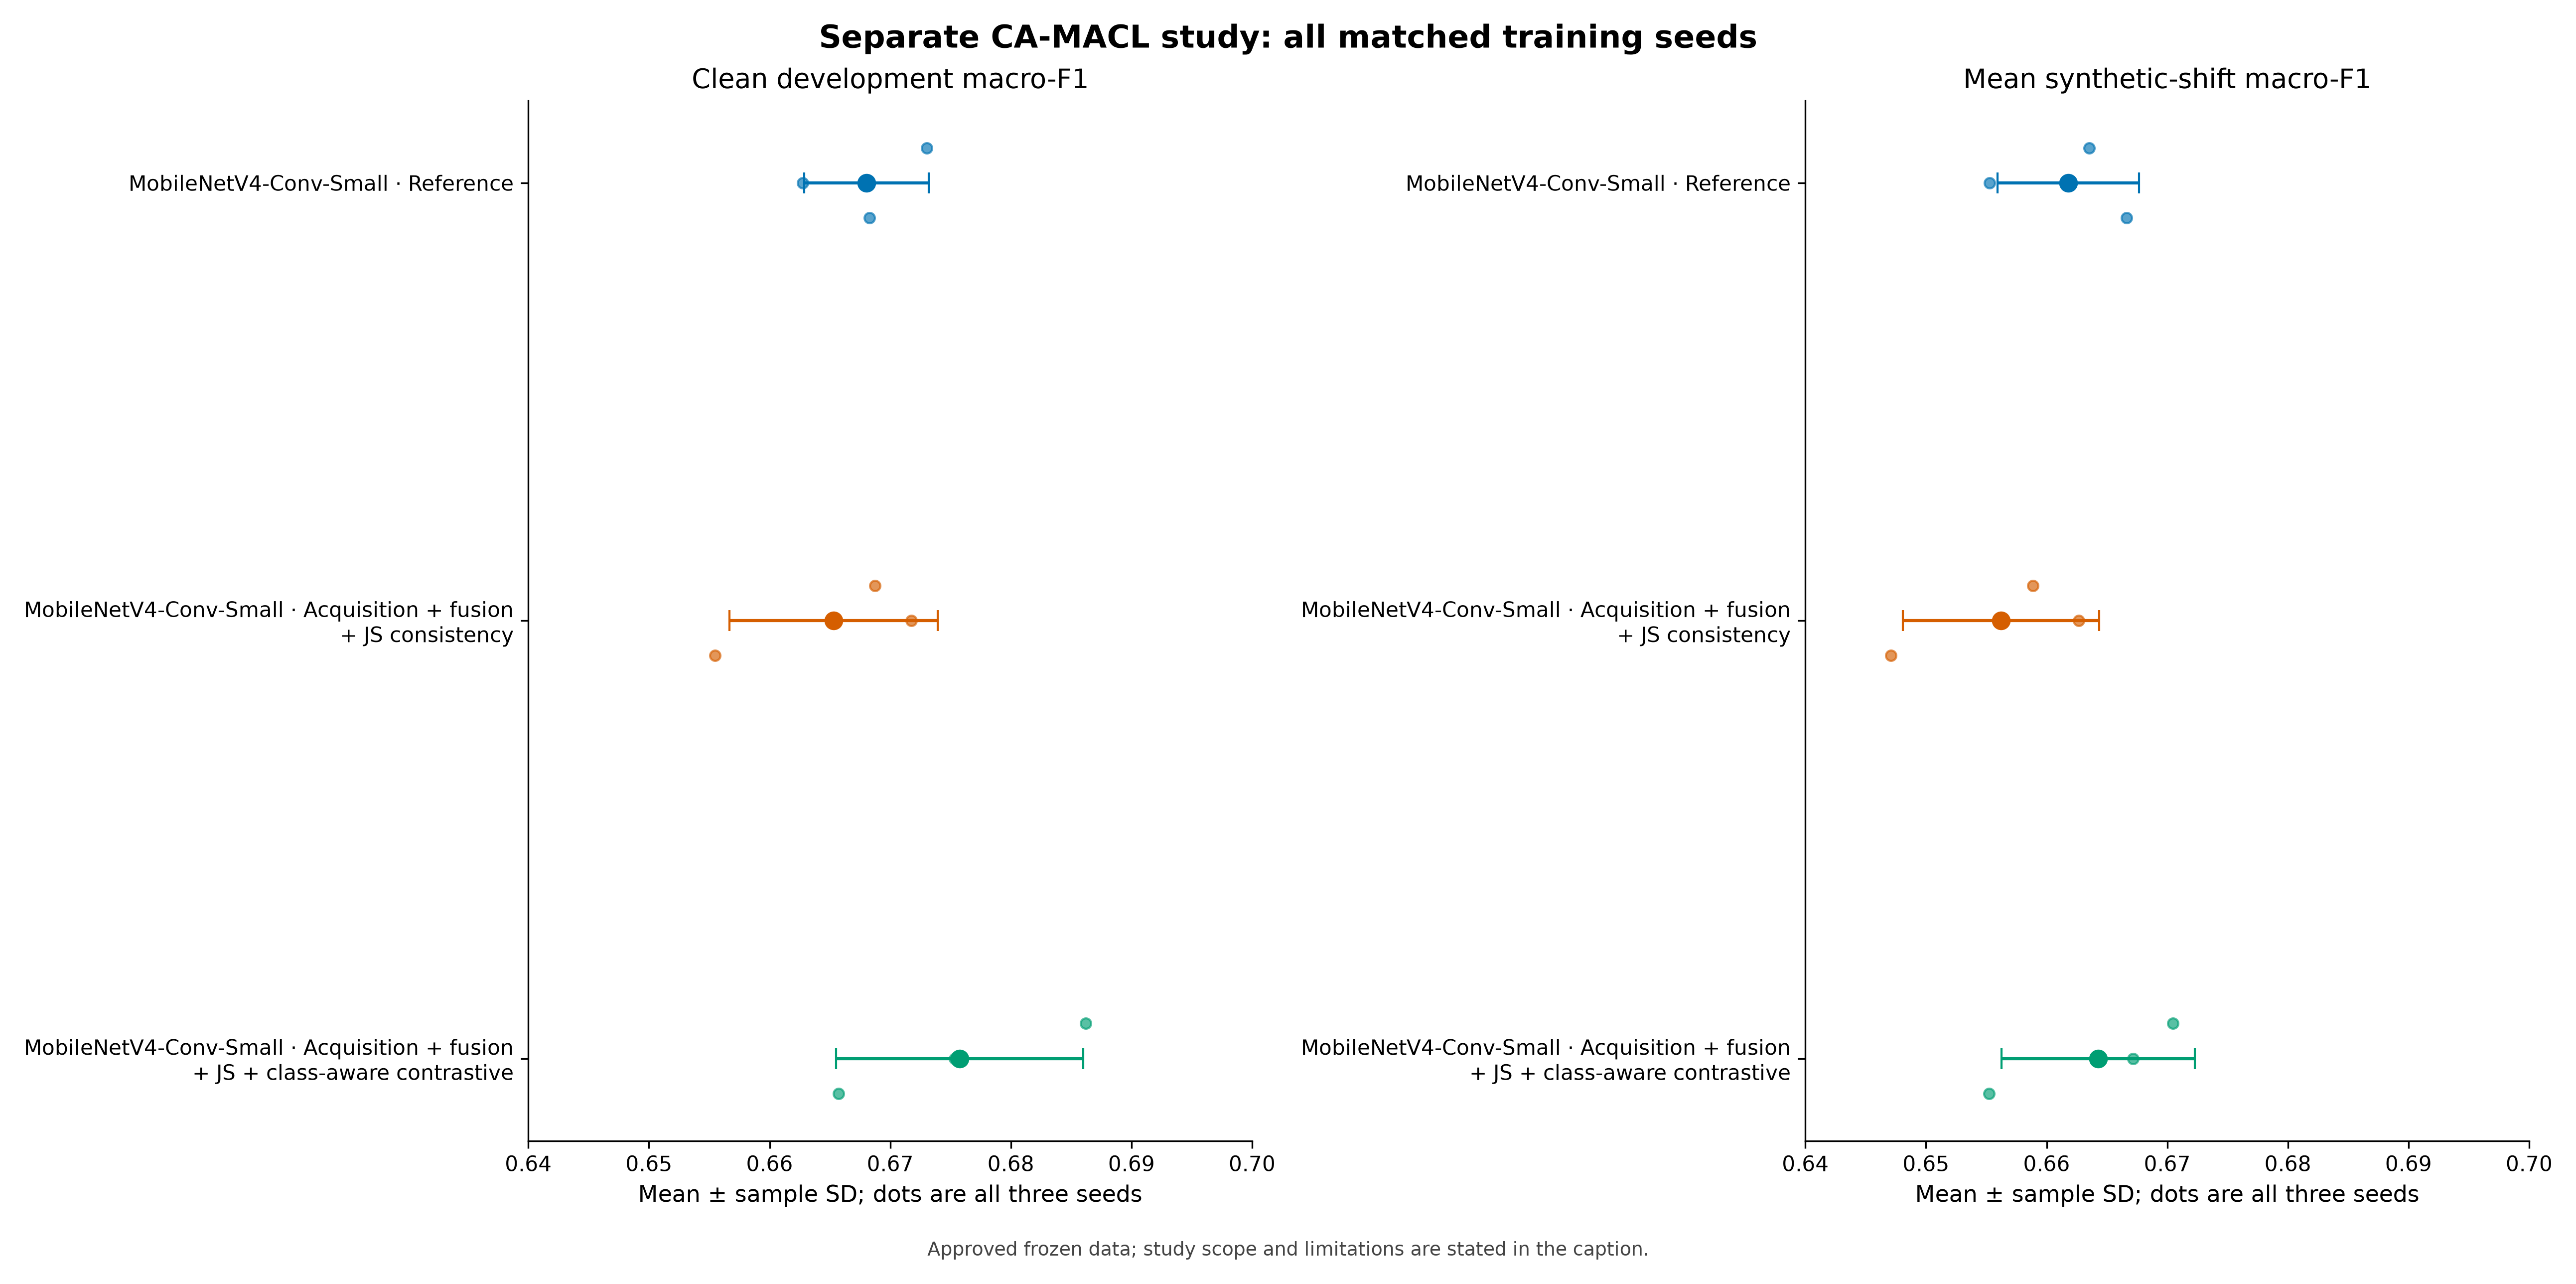 Separate CA-MACL study: all matched training seeds
Clean development macro-F1
MobileNetV4-Conv-Small · Reference
MobileNetV4-Conv-Small · Acquisition + fusion
+ JS consistency
MobileNetV4-Conv-Small · Acquisition + fusion
+ JS + class-aware contrastive
0.64 0.65 0.66 0.67 0.68 0.69 0.70
Mean ± sample SD; dots are all three seeds
Mean synthetic-shift macro-F1
MobileNetV4-Conv-Small · Reference
MobileNetV4-Conv-Small · Acquisition + fusion
+ JS consistency
MobileNetV4-Conv-Small · Acquisition + fusion
+ JS + class-aware contrastive
0.64 0.65 0.66 0.67 0.68 0.69 0.70
Mean ± sample SD; dots are all three seeds
Approved frozen data; study scope and limitations are stated in the caption.